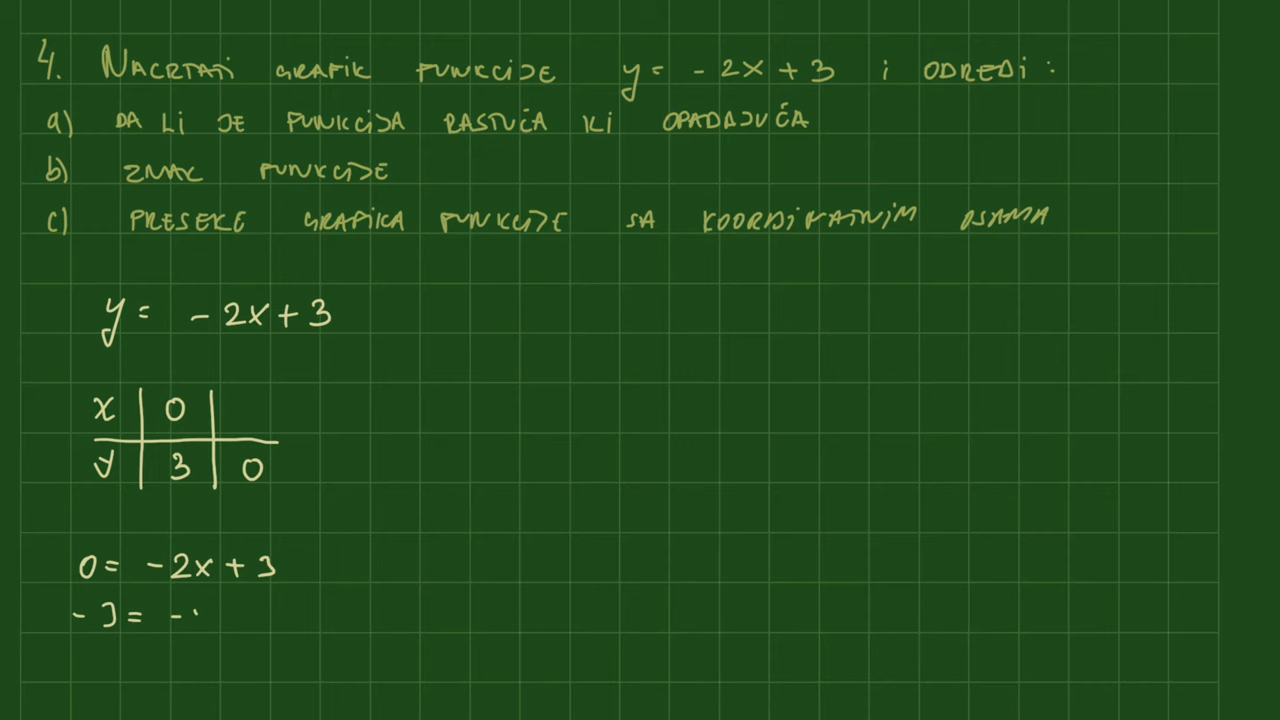 4. NACRTATI GRAFIK FUNKCIJE y = - 2x + 3 i ODREDI :
a) DA LI JE FUNKCIJA RASTUĆA ILI OPADAJUĆA
b) ZNAK FUNKCIJE
c) PRESEKE GRAFIKA FUNKCIJE SA KOORDINATNIM OSAMA
y = - 2x + 3
x | 0 |
y | 3 | 0
0 = - 2x + 3
- 3 = -